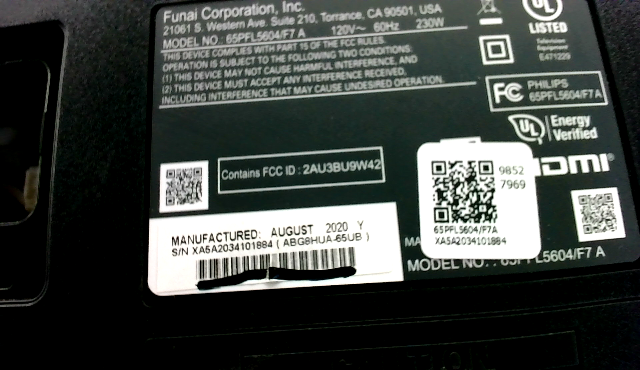 Funai Corporation, Inc.
21061 S. Western Ave. Suite 210, Torrance, CA 90501, USA
MODEL NO. 65PFL5604/F7 A 120V~ 60Hz 230W
THIS DEVICE COMPLIES WITH PART 15 OF THE FCC RULES.
OPERATION IS SUBJECT TO THE FOLLOWING TWO CONDITIONS:
(1) THIS DEVICE MAY NOT CAUSE HARMFUL INTERFERENCE, AND
(2) THIS DEVICE MUST ACCEPT ANY INTERFERENCE RECEIVED,
INCLUDING INTERFERENCE THAT MAY CAUSE UNDESIRED OPERATION.
UL
LISTED
E471229
FC PHILIPS
65PFL5604/F7 A
UL Energy
Verified
HDMI
Contains FCC ID : 2AU3BU9W42
9852
7969
65PFL5604/F7A
XA5A2034101884
MANUFACTURED: AUGUST 2020 Y
S/N XA5A2034101884 ( ABG8HUA-65UB )
MODEL NO. : 65PFL5604/F7 A